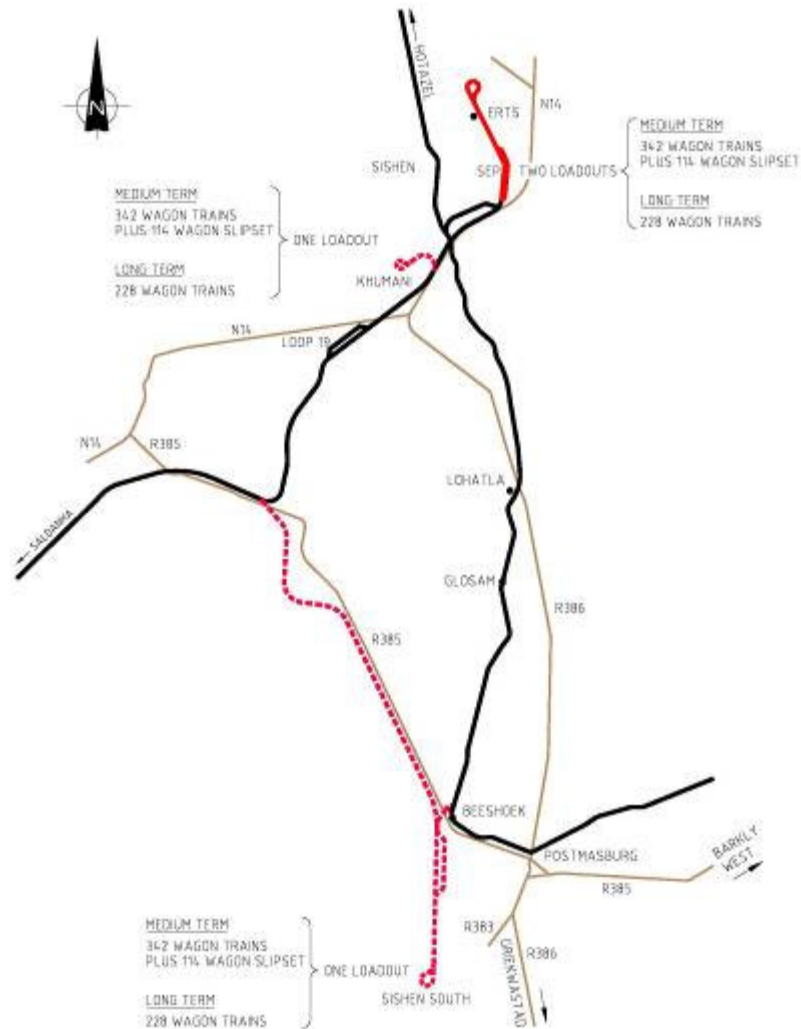 HOTAZEL
N
ERTS
N14
SISHEN
SEP
TWO LOADOUTS
MEDIUM TERM
342 WAGON TRAINS
PLUS 114 WAGON SLIPSET
LONG TERM
228 WAGON TRAINS
MEDIUM TERM
342 WAGON TRAINS
PLUS 114 WAGON SLIPSET
LONG TERM
228 WAGON TRAINS
ONE LOADOUT
KHUMANI
N14
LOOP 19
N14
R385
LOHATLA
SALDANHA
GLOSAM
R386
R385
BEESHOEK
POSTMASBURG
BARKLY
WEST
R385
R383
R386
GRIEKWASTAD
MEDIUM TERM
342 WAGON TRAINS
PLUS 114 WAGON SLIPSET
LONG TERM
228 WAGON TRAINS
ONE LOADOUT
SISHEN SOUTH